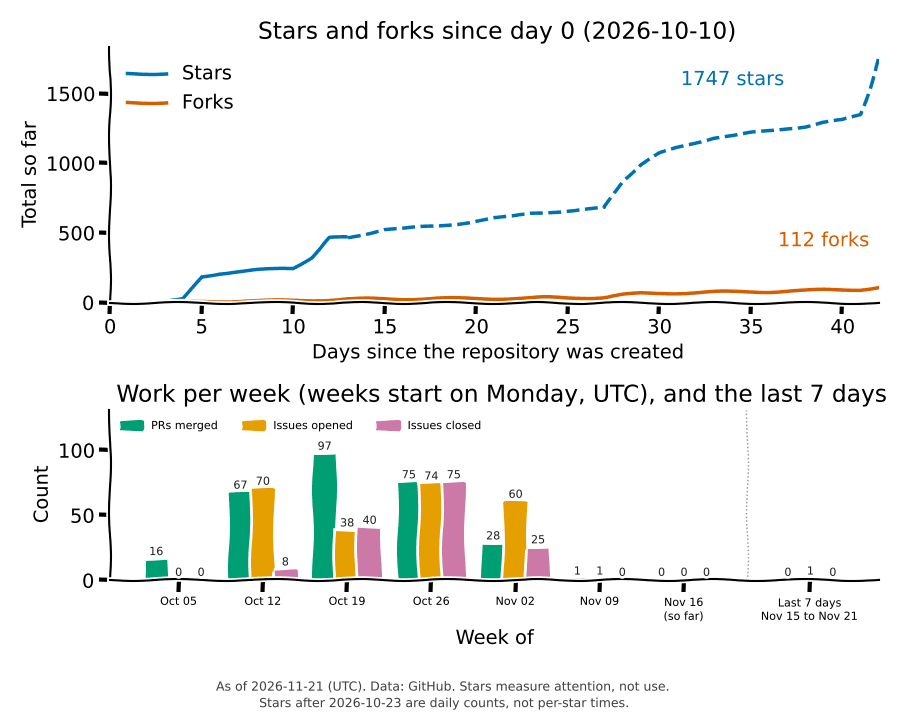 Stars and forks since day 0 (2026-10-10)
Stars
Forks
1747 stars
112 forks
Total so far
1500
1000
500
0
0 5 10 15 20 25 30 35 40
Days since the repository was created
Work per week (weeks start on Monday, UTC), and the last 7 days
PRs merged Issues opened Issues closed
Count
100
50
0
16 0 0
67 70 8
97 38 40
75 74 75
28 60 25
1 1 0
0 0 0
0 1 0
Oct 05 Oct 12 Oct 19 Oct 26 Nov 02 Nov 09 Nov 16 Last 7 days
(so far) Nov 15 to Nov 21
Week of
As of 2026-11-21 (UTC). Data: GitHub. Stars measure attention, not use.
Stars after 2026-10-23 are daily counts, not per-star times.